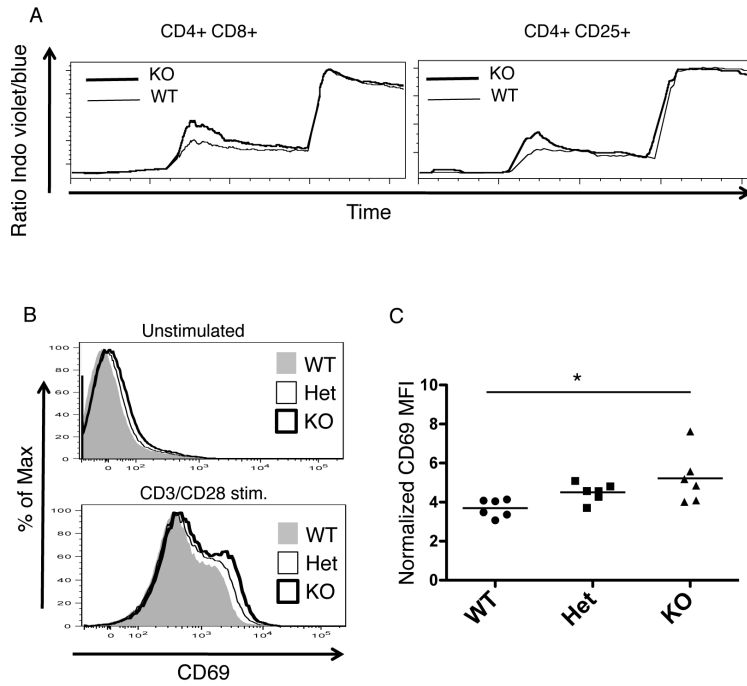 A
CD4+ CD8+
CD4+ CD25+
KO
WT
KO
WT
Ratio Indo violet/blue
Time
B
Unstimulated
100
80
60
40
20
0
WT
Het
KO
0 10² 10³ 10⁴ 10⁵
CD3/CD28 stim.
100
80
60
40
20
0
WT
Het
KO
0 10² 10³ 10⁴ 10⁵
% of Max
CD69
C
*
10
8
6
4
2
0
Normalized CD69 MFI
WT
Het
KO